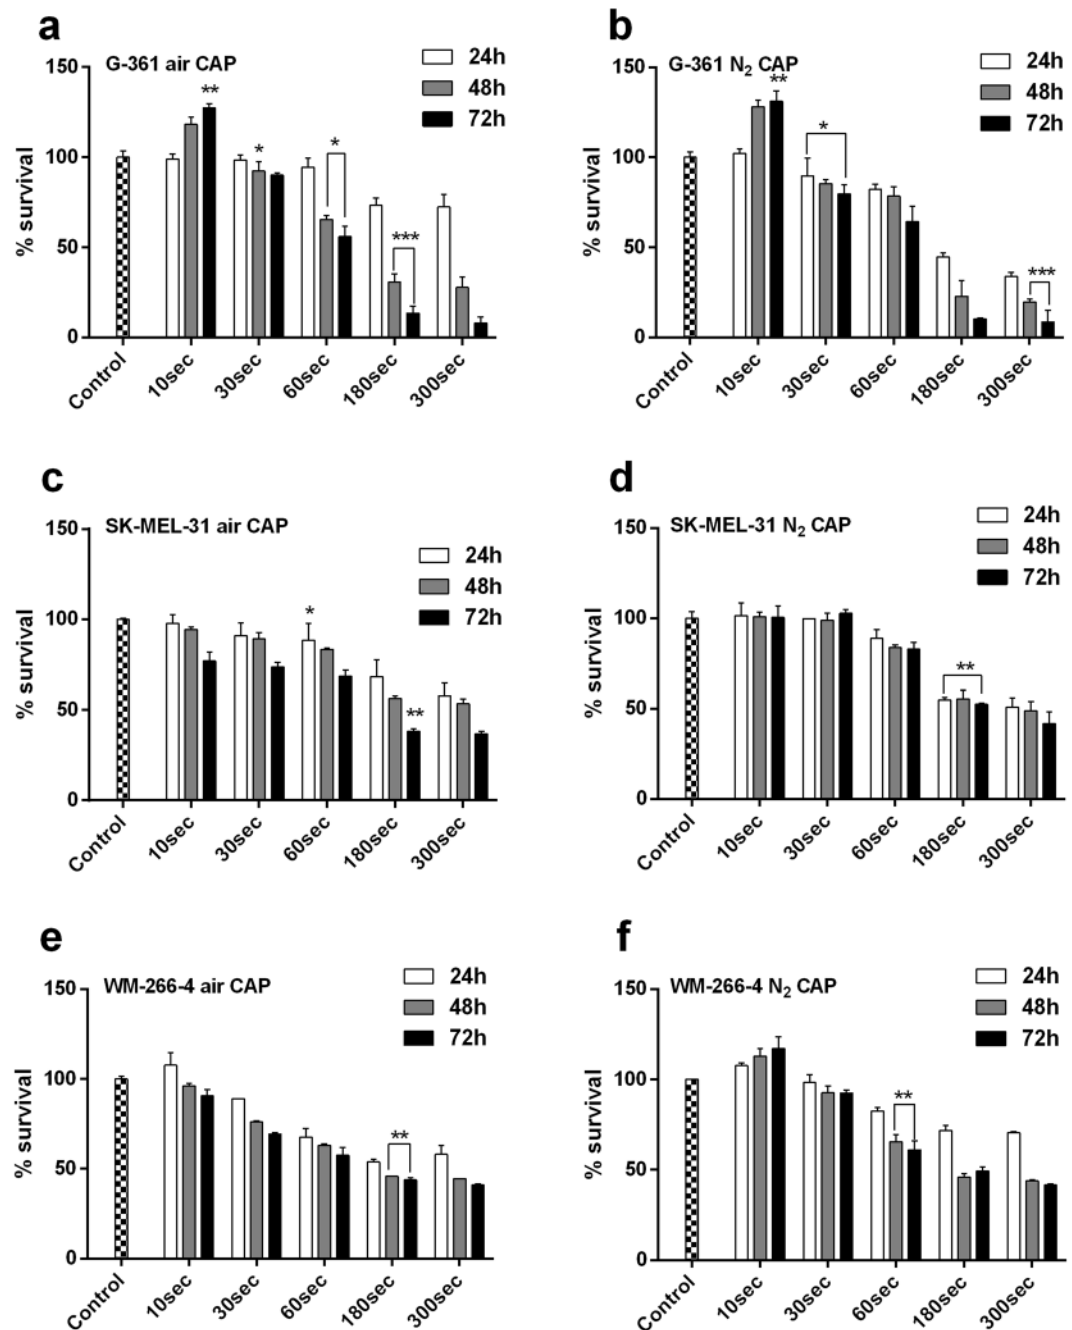 a
G-361 air CAP
24h
48h
72h
% survival
150
100
50
0
**
*
*
***
Control
10sec
30sec
60sec
180sec
300sec
b
G-361 N₂ CAP
24h
48h
72h
% survival
150
100
50
0
**
*
***
Control
10sec
30sec
60sec
180sec
300sec
c
SK-MEL-31 air CAP
24h
48h
72h
% survival
150
100
50
0
*
**
Control
10sec
30sec
60sec
180sec
300sec
d
SK-MEL-31 N₂ CAP
24h
48h
72h
% survival
150
100
50
0
**
Control
10sec
30sec
60sec
180sec
300sec
e
WM-266-4 air CAP
24h
48h
72h
% survival
150
100
50
0
**
Control
10sec
30sec
60sec
180sec
300sec
f
WM-266-4 N₂ CAP
24h
48h
72h
% survival
150
100
50
0
**
Control
10sec
30sec
60sec
180sec
300sec